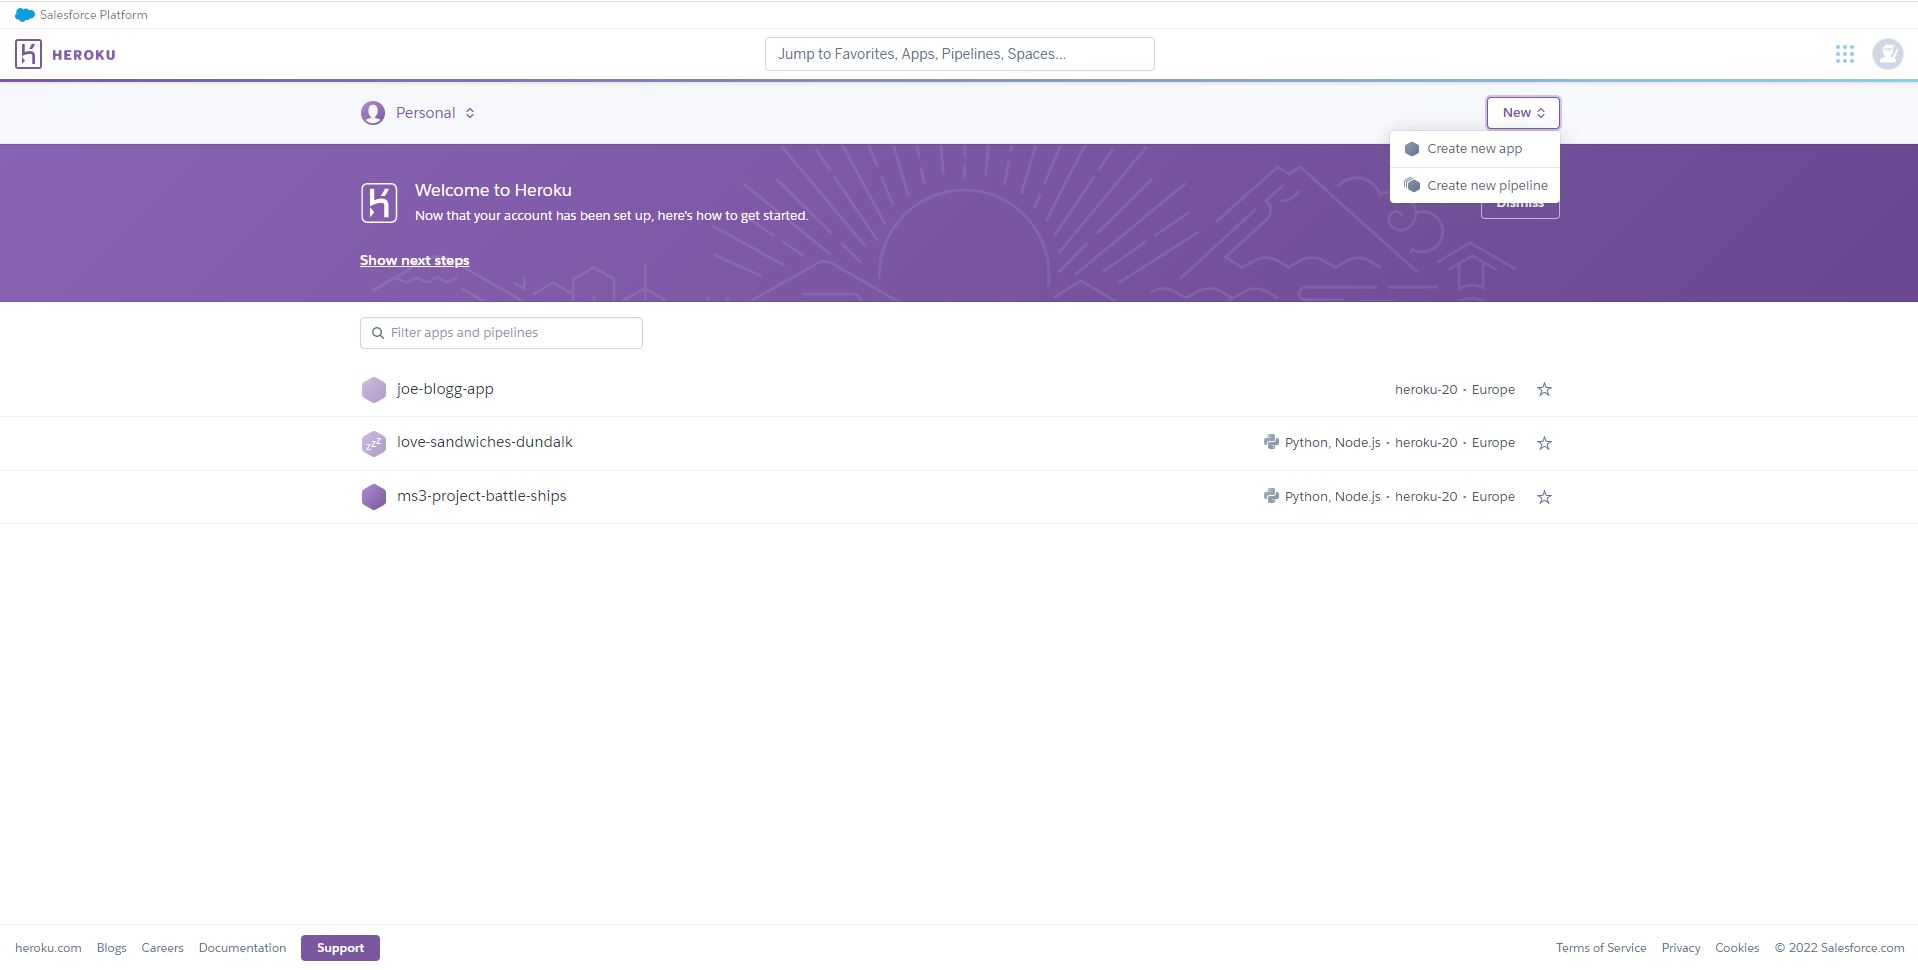 Salesforce Platform
HEROKU
Jump to Favorites, Apps, Pipelines, Spaces...
Personal
New
Create new app
Create new pipeline
Dismiss
Welcome to Heroku
Now that your account has been set up, here's how to get started.
Show next steps
Filter apps and pipelines
joe-blogg-app heroku-20 · Europe
love-sandwiches-dundalk Python, Node.js · heroku-20 · Europe
ms3-project-battle-ships Python, Node.js · heroku-20 · Europe
heroku.com Blogs Careers Documentation Support Terms of Service Privacy Cookies © 2022 Salesforce.com